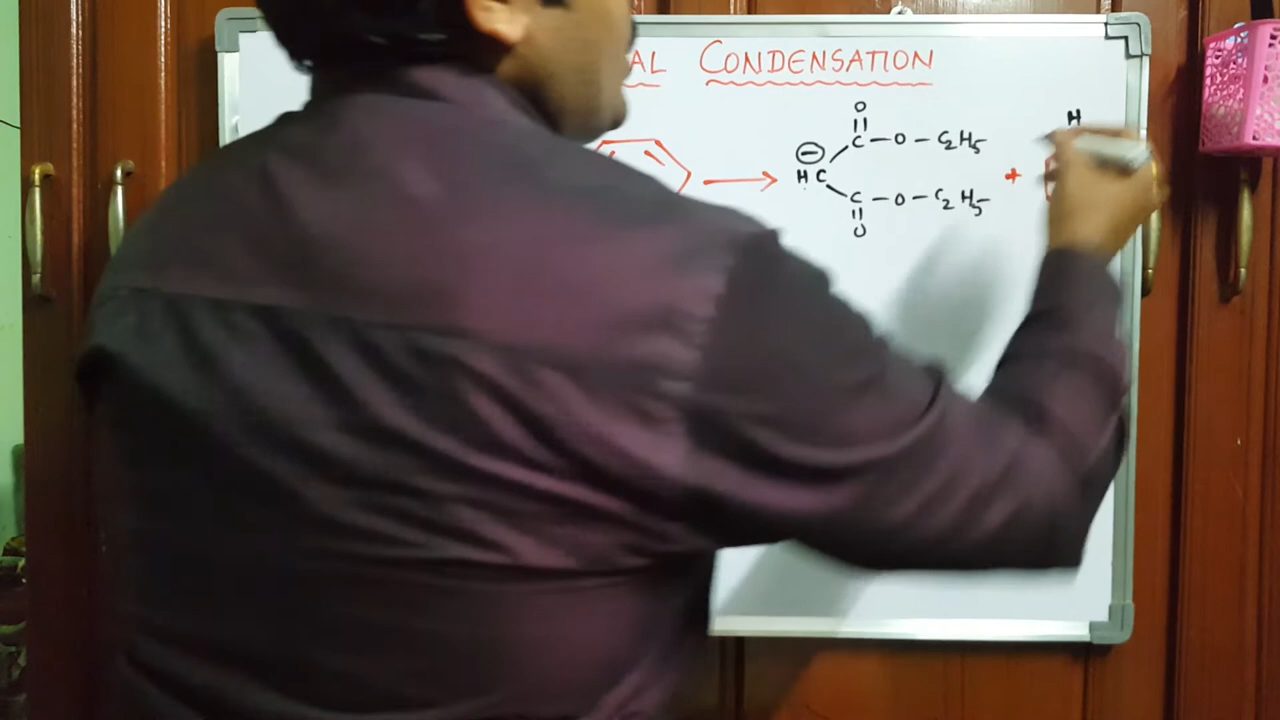 AL CONDENSATION
O H
C - O - C2H5
⊖
HC +
C - O - C2H5
O